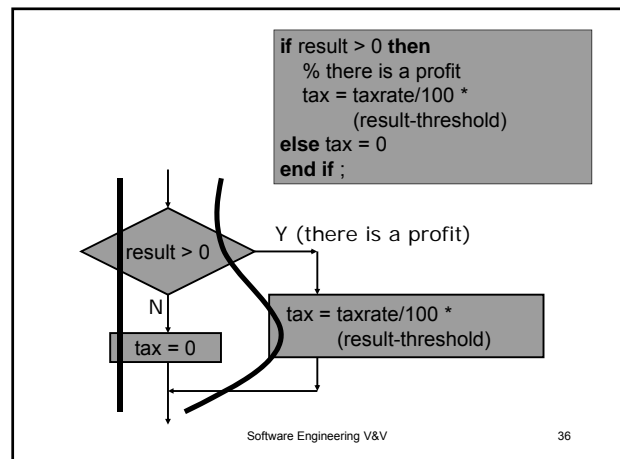 if result > 0 then
% there is a profit
tax = taxrate/100 *
(result-threshold)
else tax = 0
end if ;
result > 0
Y (there is a profit)
N
tax = 0
tax = taxrate/100 *
(result-threshold)
Software Engineering V&V
36